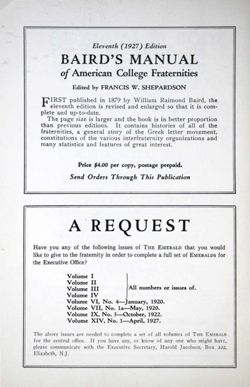 Eleventh (1927) Edition
BAIRD'S MANUAL
of American College Fraternities
Edited by FRANCIS W. SHEPARDSON
FIRST published in 1879 by William Raimond Baird, the
eleventh edition is revised and enlarged so that it is com-
plete and up-to-date.
The page size is larger and the book is in better proportion
than previous editions. It contains histories of all of the
fraternities, a general story of the Greek letter movement,
constitutions of the various interfraternity organizations and
many statistics and features of great interest.
Price $4.00 per copy, postage prepaid.
Send Orders Through This Publication
A REQUEST
Have you any of the following issues of THE EMERALD that you would
like to give to the fraternity in order to complete a full set of EMERALDS for
the Executive Office?
Volume I
Volume II
Volume III
Volume IV
All numbers or issues of.
Volume VI, No. 4—January, 1920.
Volume VII, No. 1a—May, 1920.
Volume IX, No. 3—October, 1922.
Volume XIV, No. 1—April, 1927.
The above issues are needed to complete a set of all volumes of THE EMERALD
for the central office. If you have any, or know of any one who might have,
please communicate with the Executive Secretary, Harold Jacobson, Box 222,
Elizabeth, N.J.